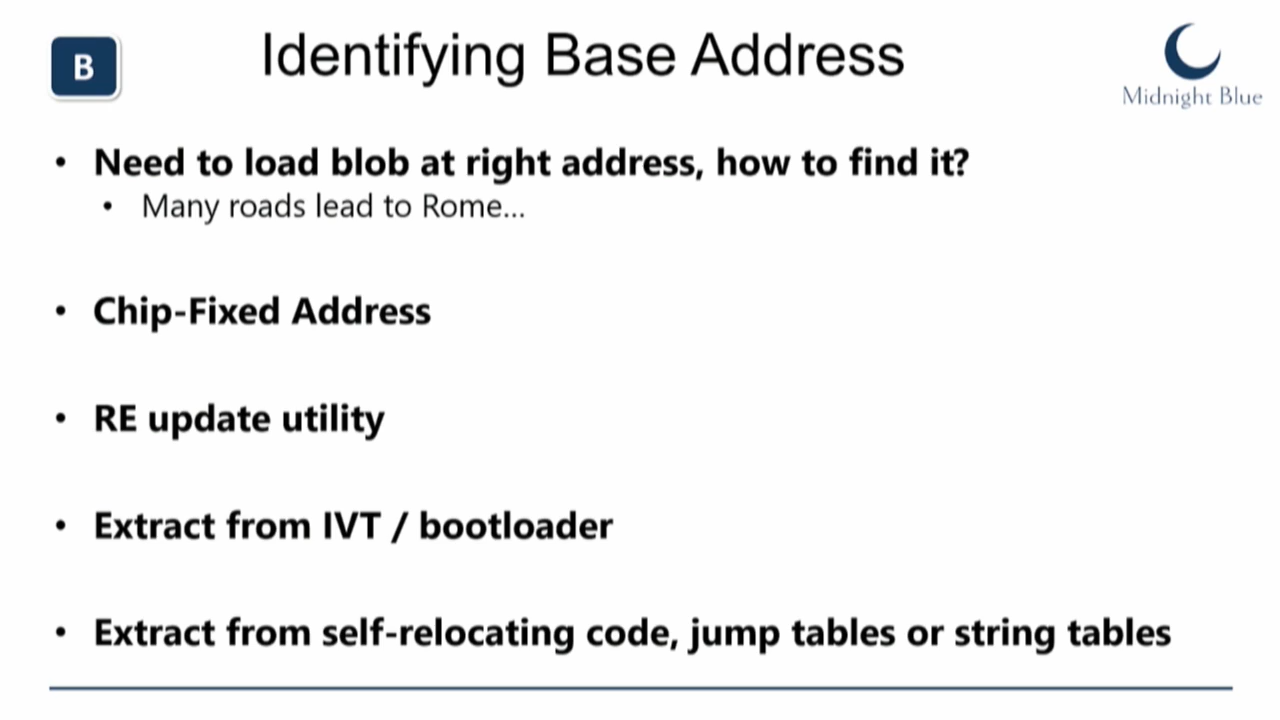 B
Identifying Base Address
Midnight Blue
• Need to load blob at right address, how to find it?
• Many roads lead to Rome...
• Chip-Fixed Address
• RE update utility
• Extract from IVT / bootloader
• Extract from self-relocating code, jump tables or string tables